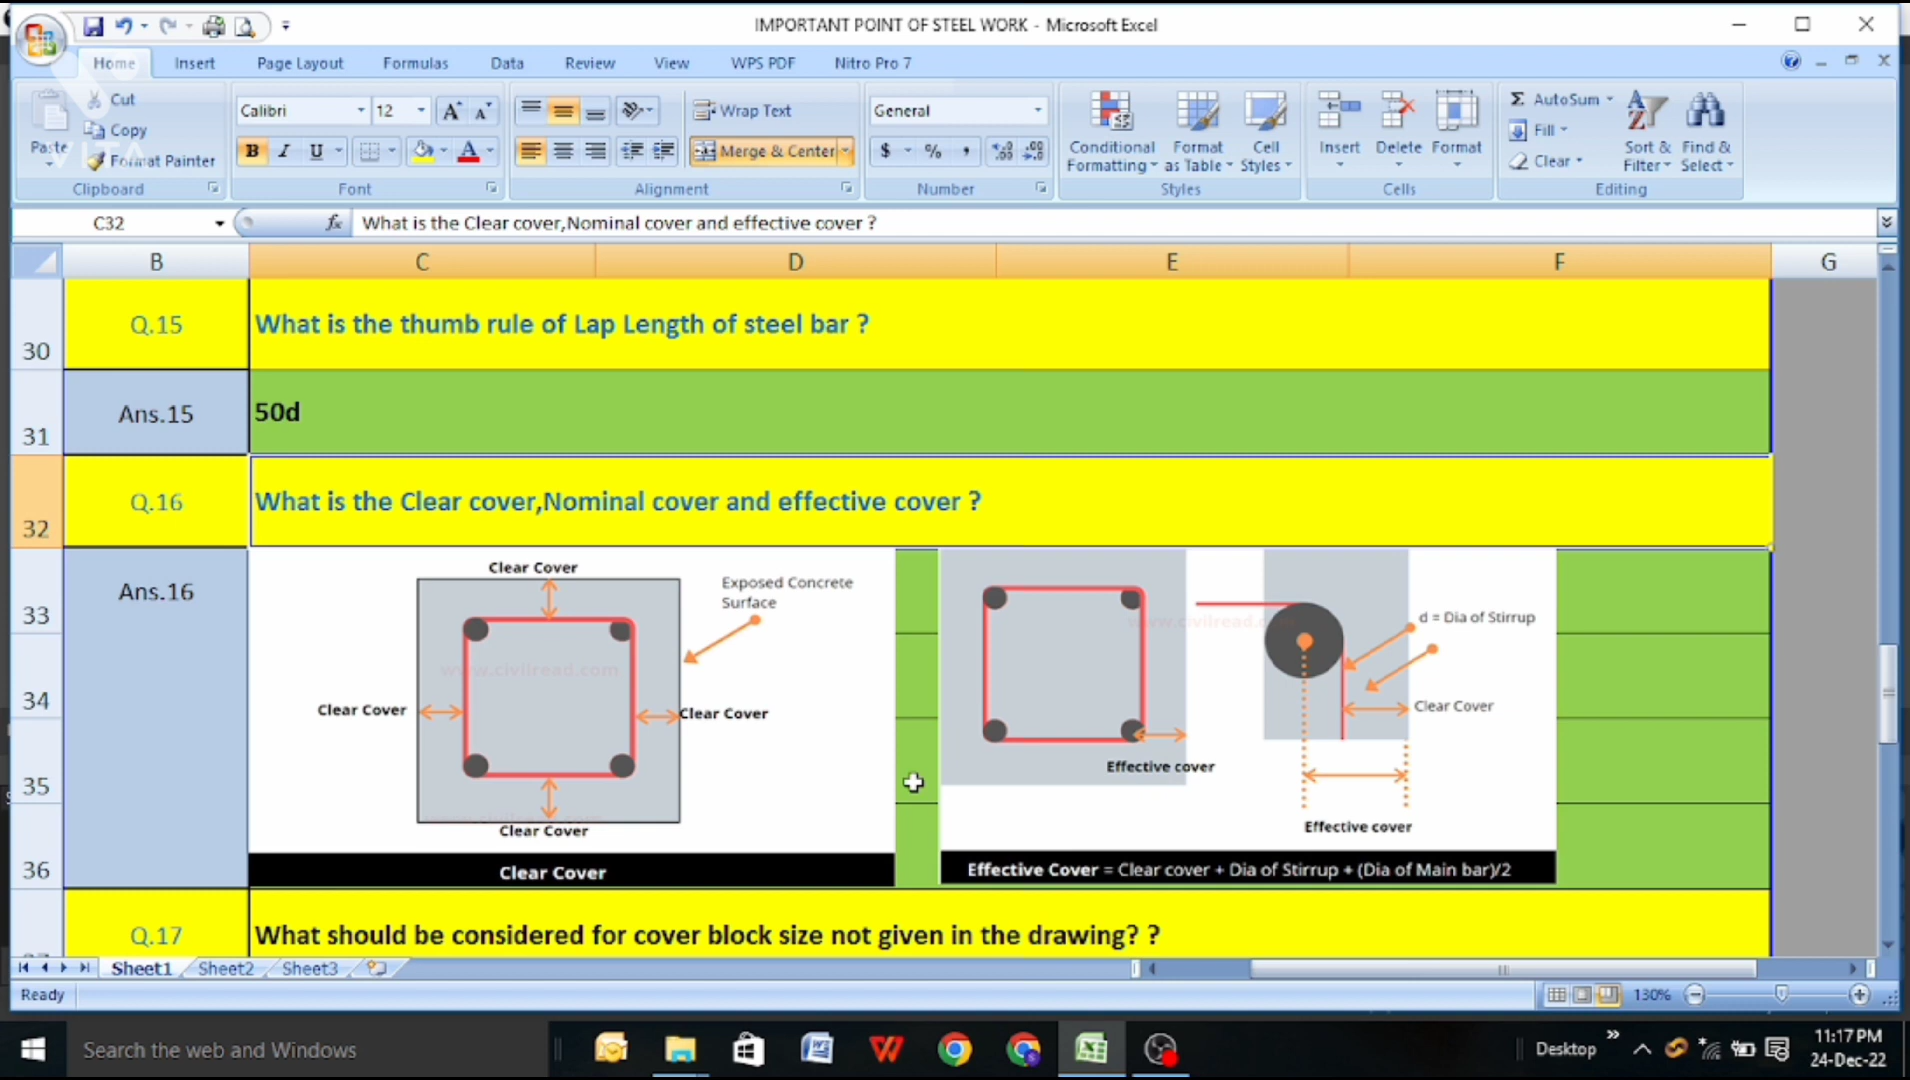 IMPORTANT POINT OF STEEL WORK - Microsoft Excel
Home Insert Page Layout Formulas Data Review View WPS PDF Nitro Pro 7
Paste
Cut
Copy
Format Painter
VITA
Clipboard
Calibri 12
B I U
Font
Wrap Text
Merge & Center
Alignment
General
$ % ,
Number
Conditional Formatting
Format as Table
Cell Styles
Styles
Insert Delete Format
Cells
AutoSum
Fill
Clear
Sort & Filter
Find & Select
Editing
C32 fx What is the Clear cover,Nominal cover and effective cover ?
B C D E F G
30 Q.15 What is the thumb rule of Lap Length of steel bar ?
31 Ans.15 50d
32 Q.16 What is the Clear cover,Nominal cover and effective cover ?
33 Ans.16
34
35
36
Clear Cover
Exposed Concrete
Surface
www.civilread.com
Clear Cover
Clear Cover
Clear Cover
Clear Cover
d = Dia of Stirrup
Clear Cover
Effective cover
Effective cover
Effective Cover = Clear cover + Dia of Stirrup + (Dia of Main bar)/2
Q.17 What should be considered for cover block size not given in the drawing? ?
Sheet1 Sheet2 Sheet3
Ready 130%
Search the web and Windows
Desktop
11:17 PM
24-Dec-22